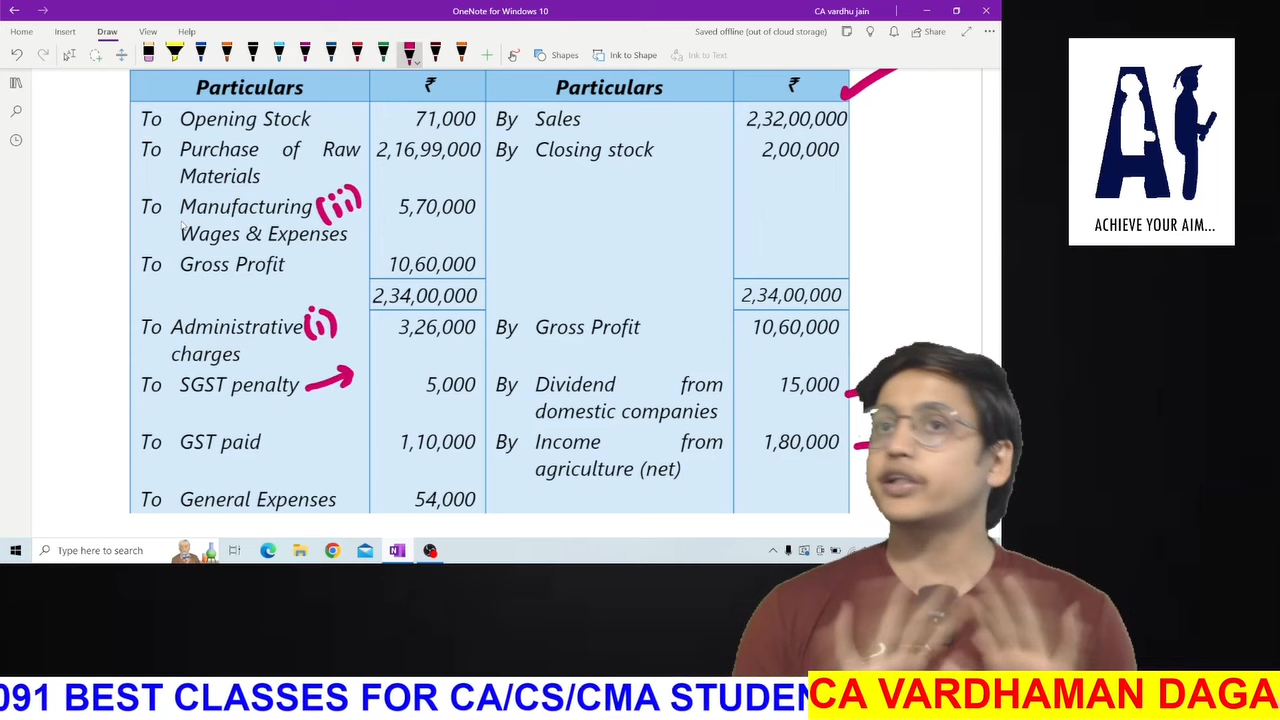 OneNote for Windows 10
CA vardhu jain
Home Insert Draw View Help
Saved offline (out of cloud storage) Share
Shapes Ink to Shape Ink to Text
Particulars ₹ Particulars ₹
To Opening Stock 71,000 By Sales 2,32,00,000
To Purchase of Raw 2,16,99,000 By Closing stock 2,00,000
Materials
To Manufacturing (ii) 5,70,000
Wages & Expenses
To Gross Profit 10,60,000
2,34,00,000 2,34,00,000
To Administrative (i) 3,26,000 By Gross Profit 10,60,000
charges
To SGST penalty 5,000 By Dividend from 15,000
domestic companies
To GST paid 1,10,000 By Income from 1,80,000
agriculture (net)
To General Expenses 54,000
Type here to search
AI
ACHIEVE YOUR AIM...
091 BEST CLASSES FOR CA/CS/CMA STUDEN
CA VARDHAMAN DAGA